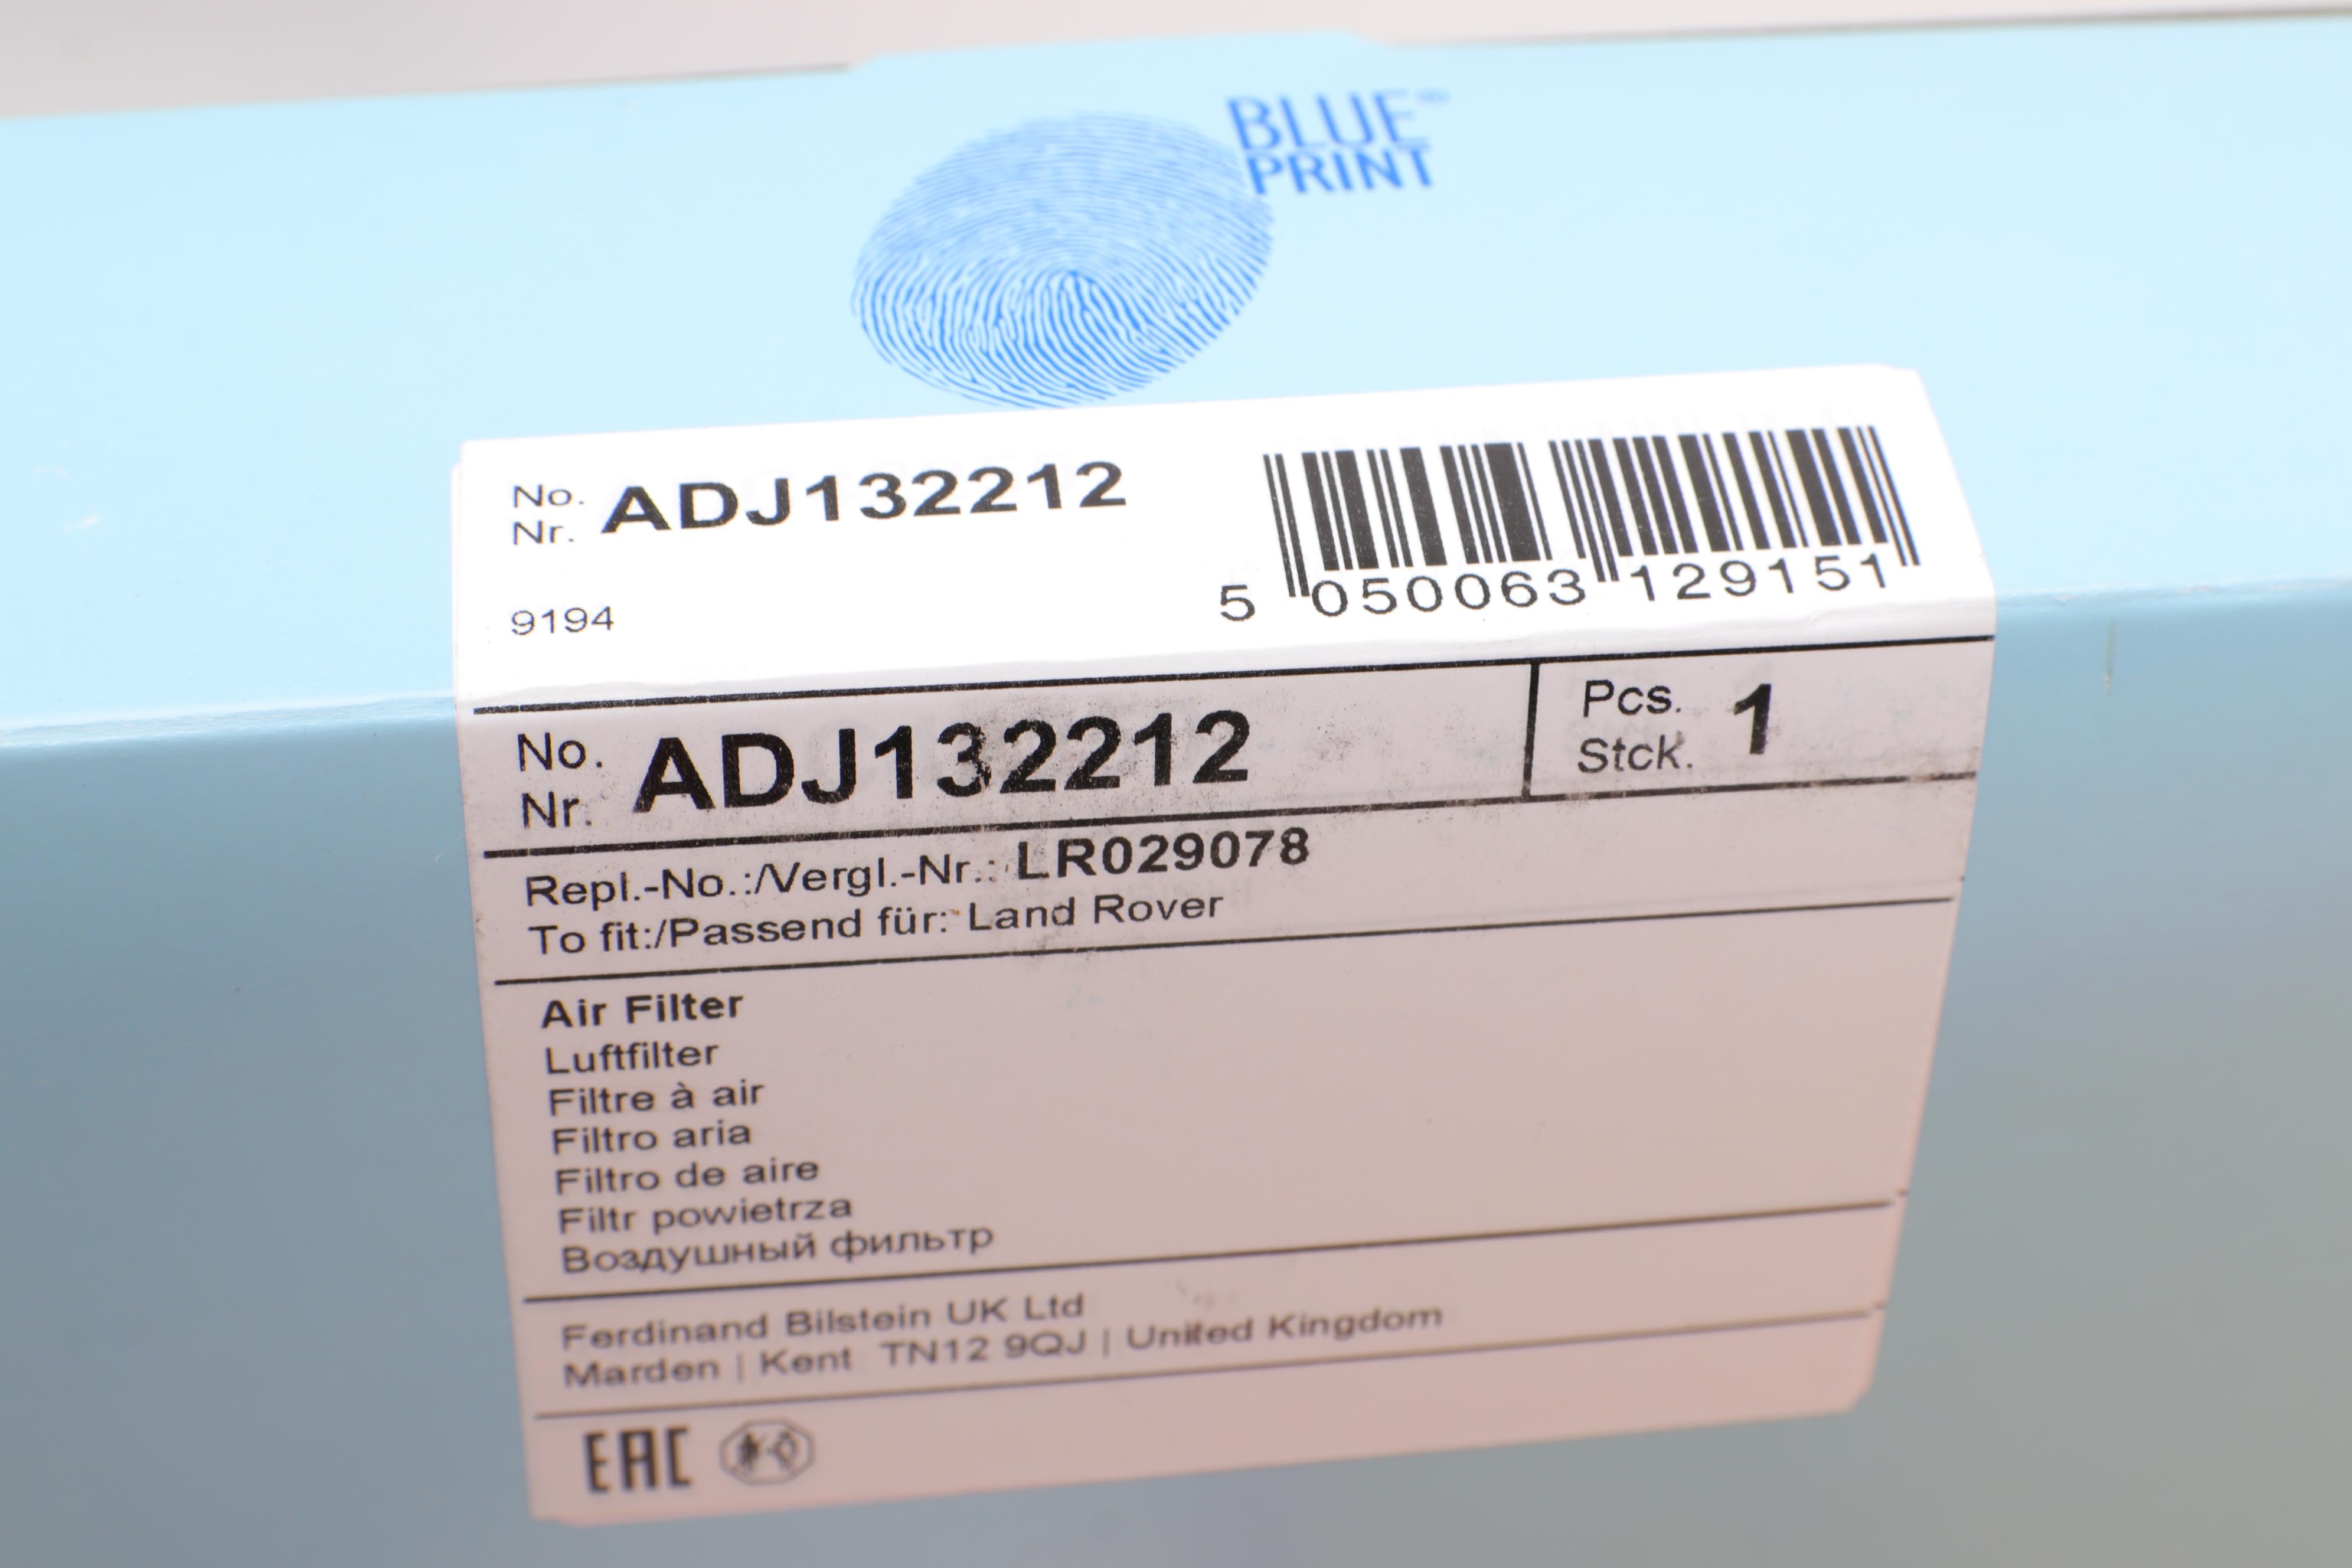 BLUE
PRINT
No.
Nr. ADJ132212
9194
5 050063 129151
No.
Nr. ADJ132212
Pcs.
Stck. 1
Repl.-No.:/Vergl.-Nr.: LR029078
To fit:/Passend für: Land Rover
Air Filter
Luftfilter
Filtre à air
Filtro aria
Filtro de aire
Filtr powietrza
Воздушный фильтр
Ferdinand Bilstein UK Ltd
Marden | Kent TN12 9QJ | United Kingdom
EAC